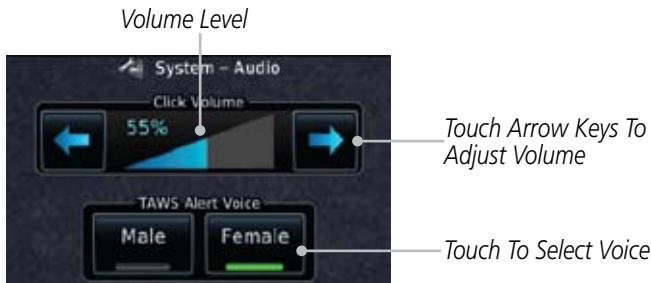 Volume Level
System – Audio
Click Volume
55%
Touch Arrow Keys To
Adjust Volume
TAWS Alert Voice
Male
Female
Touch To Select Voice